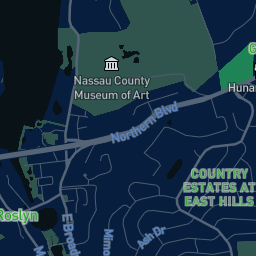 Nassau County
Museum of Art
Northern Blvd
COUNTRY
ESTATES AT
EAST HILLS
Roslyn
Ash Dr